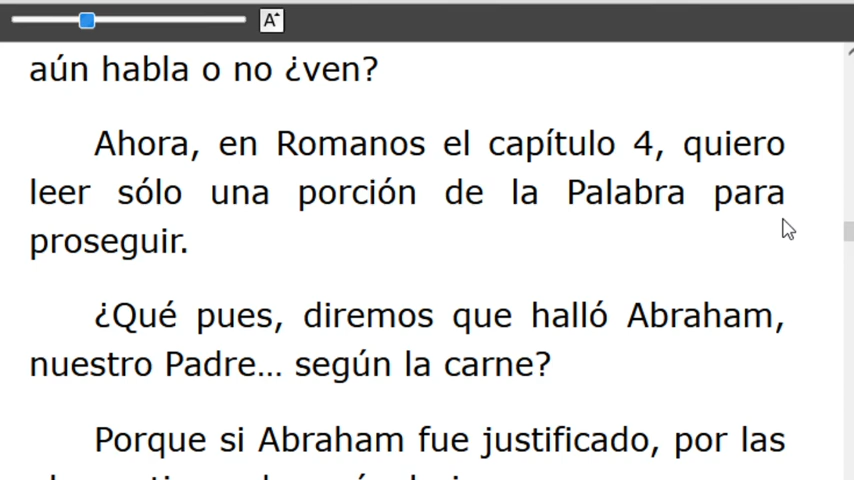 A
aún habla o no ¿ven?
Ahora, en Romanos el capítulo 4, quiero
leer sólo una porción de la Palabra para
proseguir.
¿Qué pues, diremos que halló Abraham,
nuestro Padre... según la carne?
Porque si Abraham fue justificado, por las